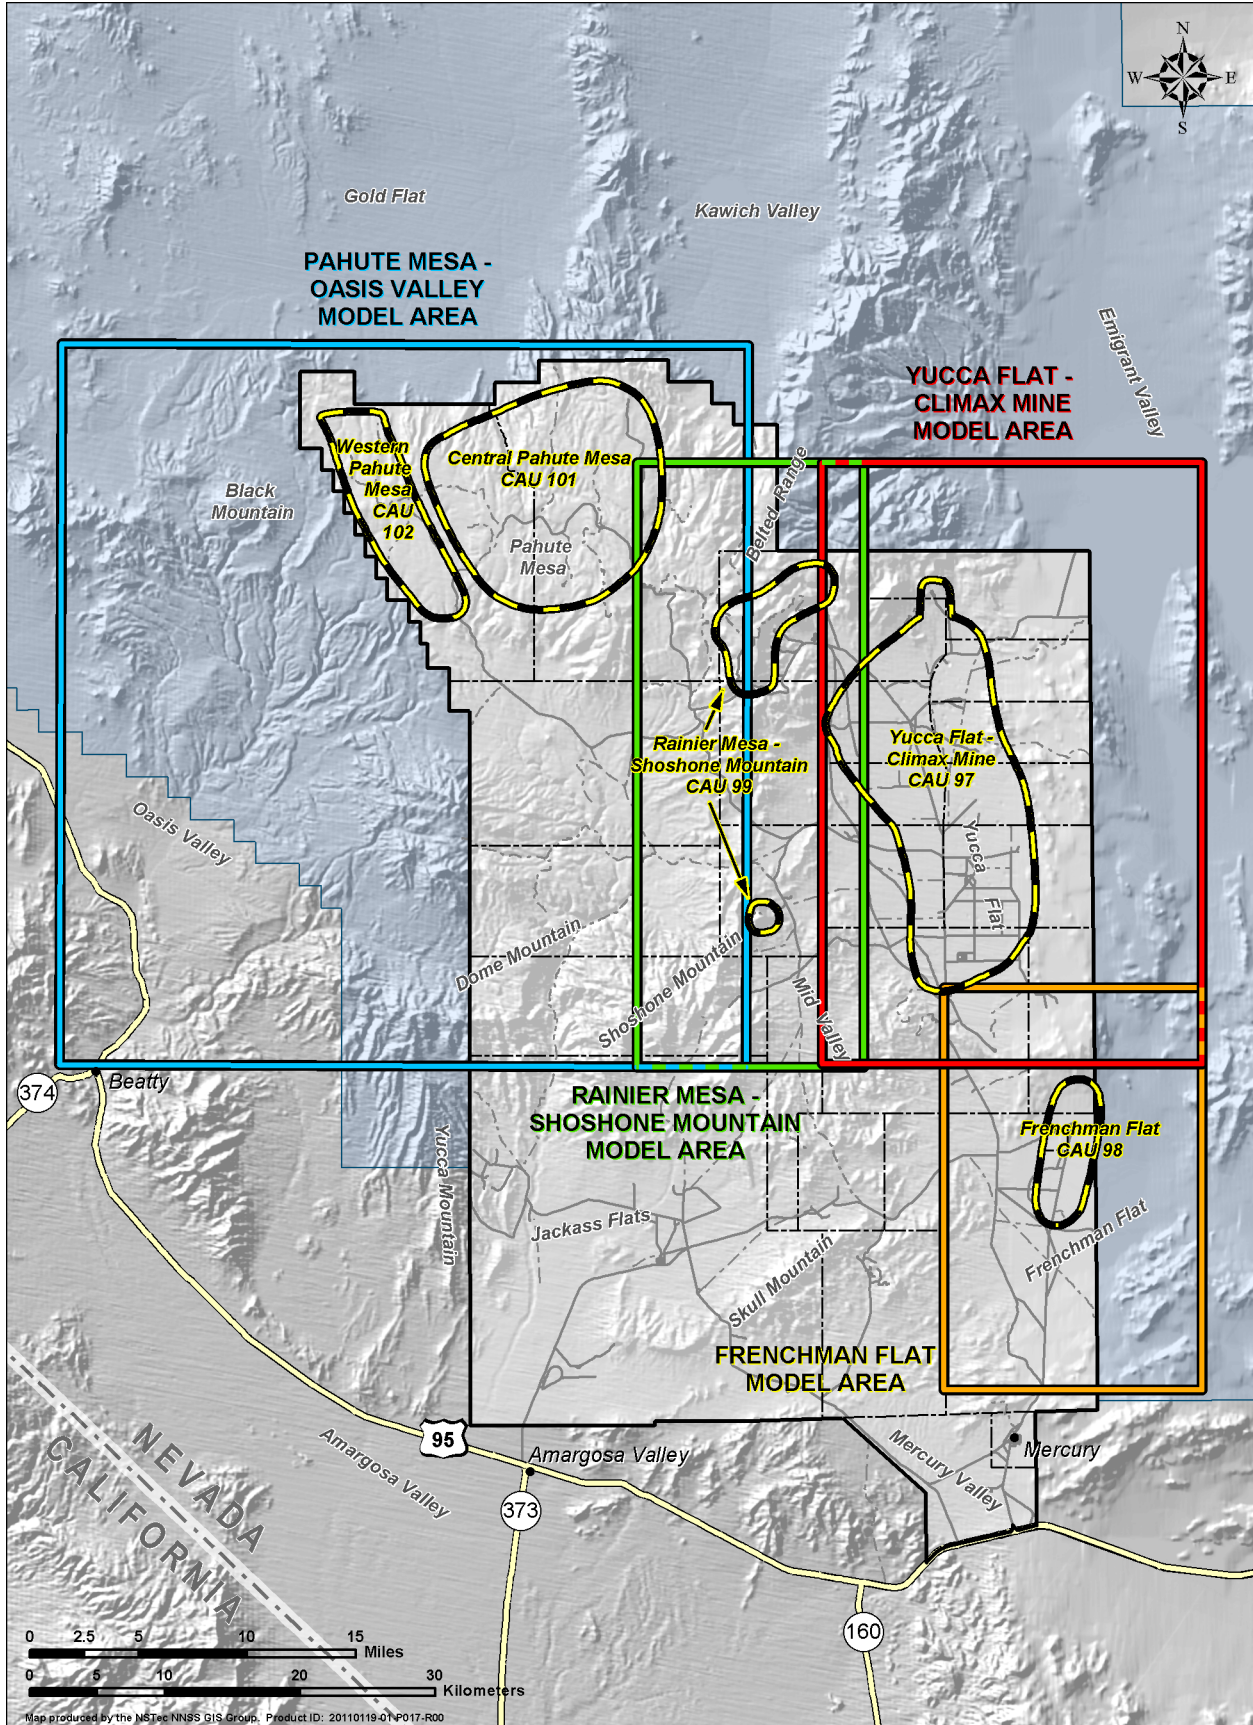 N
W E
S
Gold Flat
Kawich Valley
PAHUTE MESA -
OASIS VALLEY
MODEL AREA
Emigrant Valley
YUCCA FLAT -
CLIMAX MINE
MODEL AREA
Western
Pahute
Mesa
CAU
102
Central Pahute Mesa
CAU 101
Belted Range
Black
Mountain
Pahute
Mesa
Rainier Mesa -
Shoshone Mountain
CAU 99
Yucca Flat -
Climax Mine
CAU 97
Oasis Valley
Yucca
Flat
Dome Mountain
Shoshone Mountain
Mid Valley
374
Beatty
RAINIER MESA -
SHOSHONE MOUNTAIN
MODEL AREA
Frenchman Flat
CAU 98
Yucca Mountain
Jackass Flats
Frenchman Flat
Skull Mountain
FRENCHMAN FLAT
MODEL AREA
NEVADA
CALIFORNIA
95
Amargosa Valley
Amargosa Valley
Mercury Valley
Mercury
373
160
0 2.5 5 10 15
Miles
0 5 10 20 30
Kilometers
Map produced by the NSTec NNSS GIS Group. Product ID: 20110119-01-P017-R00